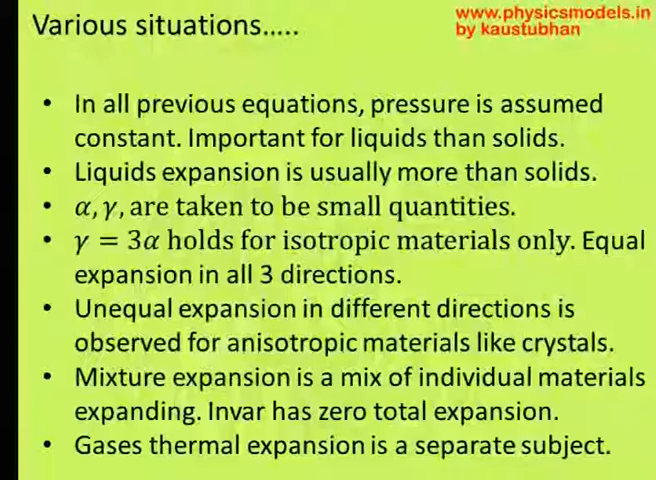 Various situations.....
www.physicsmodels.in
by kaustubhan
• In all previous equations, pressure is assumed
constant. Important for liquids than solids.
• Liquids expansion is usually more than solids.
• α, γ, are taken to be small quantities.
• γ = 3α holds for isotropic materials only. Equal
expansion in all 3 directions.
• Unequal expansion in different directions is
observed for anisotropic materials like crystals.
• Mixture expansion is a mix of individual materials
expanding. Invar has zero total expansion.
• Gases thermal expansion is a separate subject.